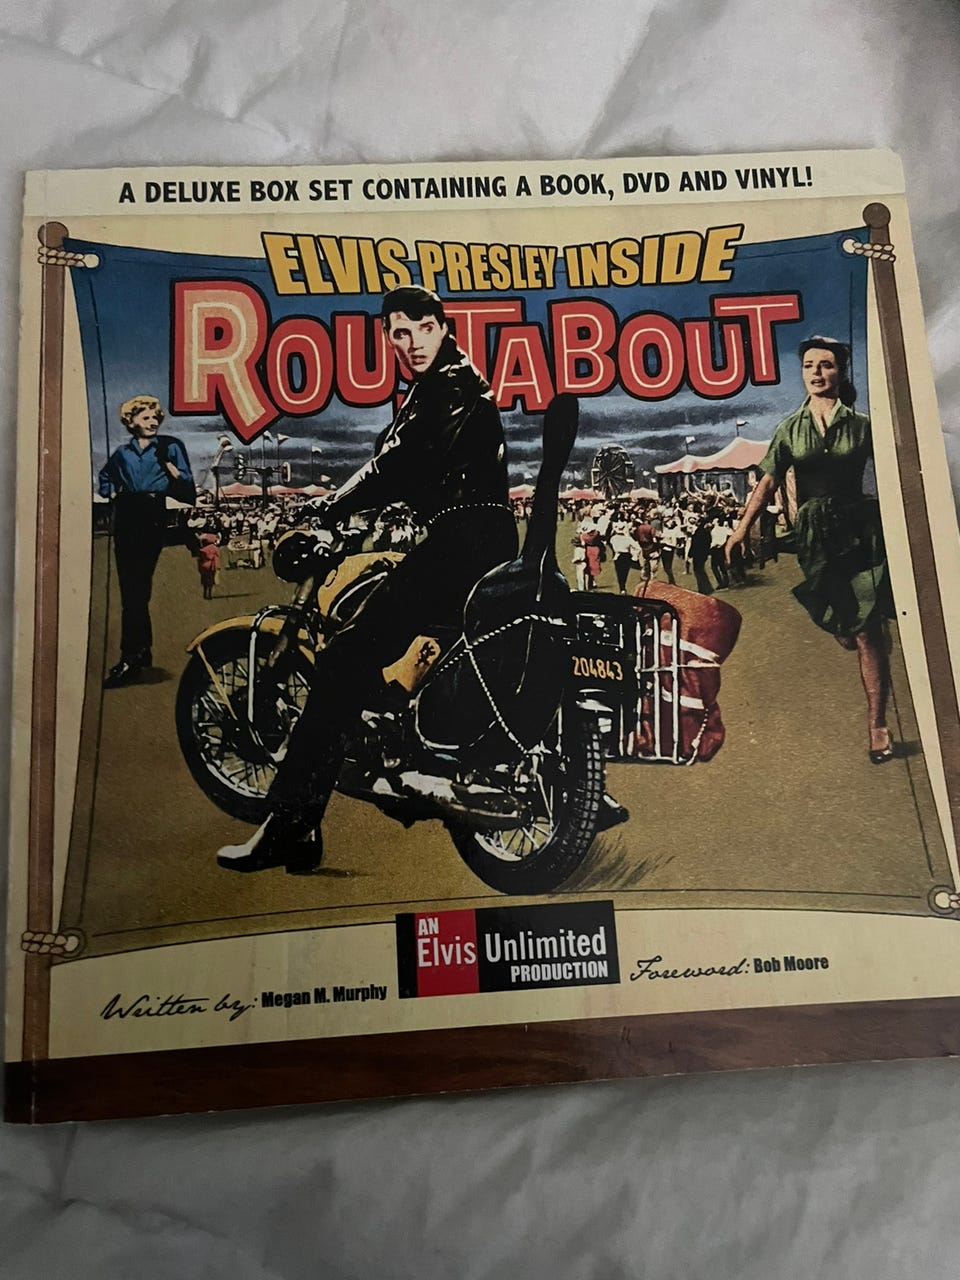 A DELUXE BOX SET CONTAINING A BOOK, DVD AND VINYL!
ELVIS PRESLEY INSIDE
ROUSTABOUT
204843
AN
Elvis Unlimited
PRODUCTION
Written by: Megan M. Murphy
Foreword: Bob Moore